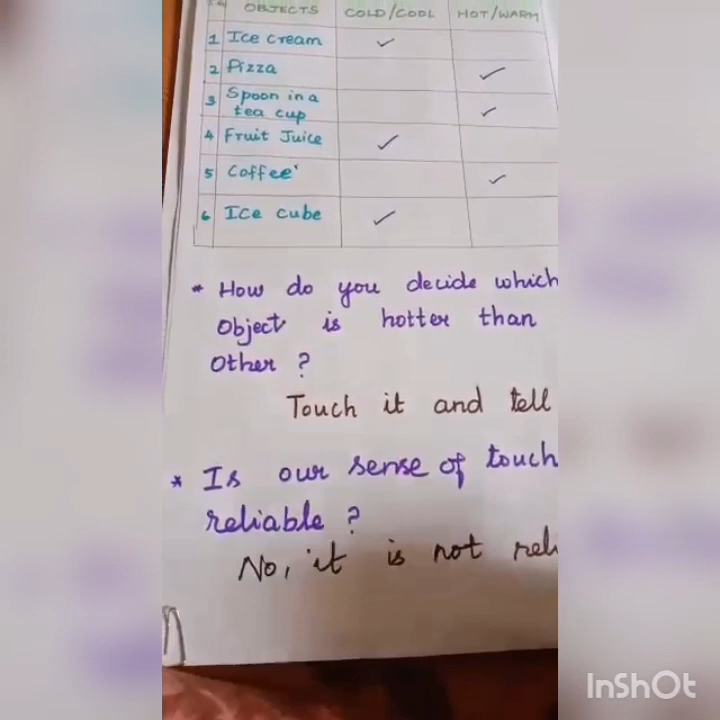 OBJECTS COLD/COOL HOT/WARM
1 Ice cream ✓
2 Pizza ✓
3 Spoon in a
tea cup ✓
4 Fruit Juice ✓
5 Coffee ✓
6 Ice cube ✓
* How do you decide which
object is hotter than
other ?
Touch it and tell
* Is our sense of touch
reliable ?
No, it is not
InShOt